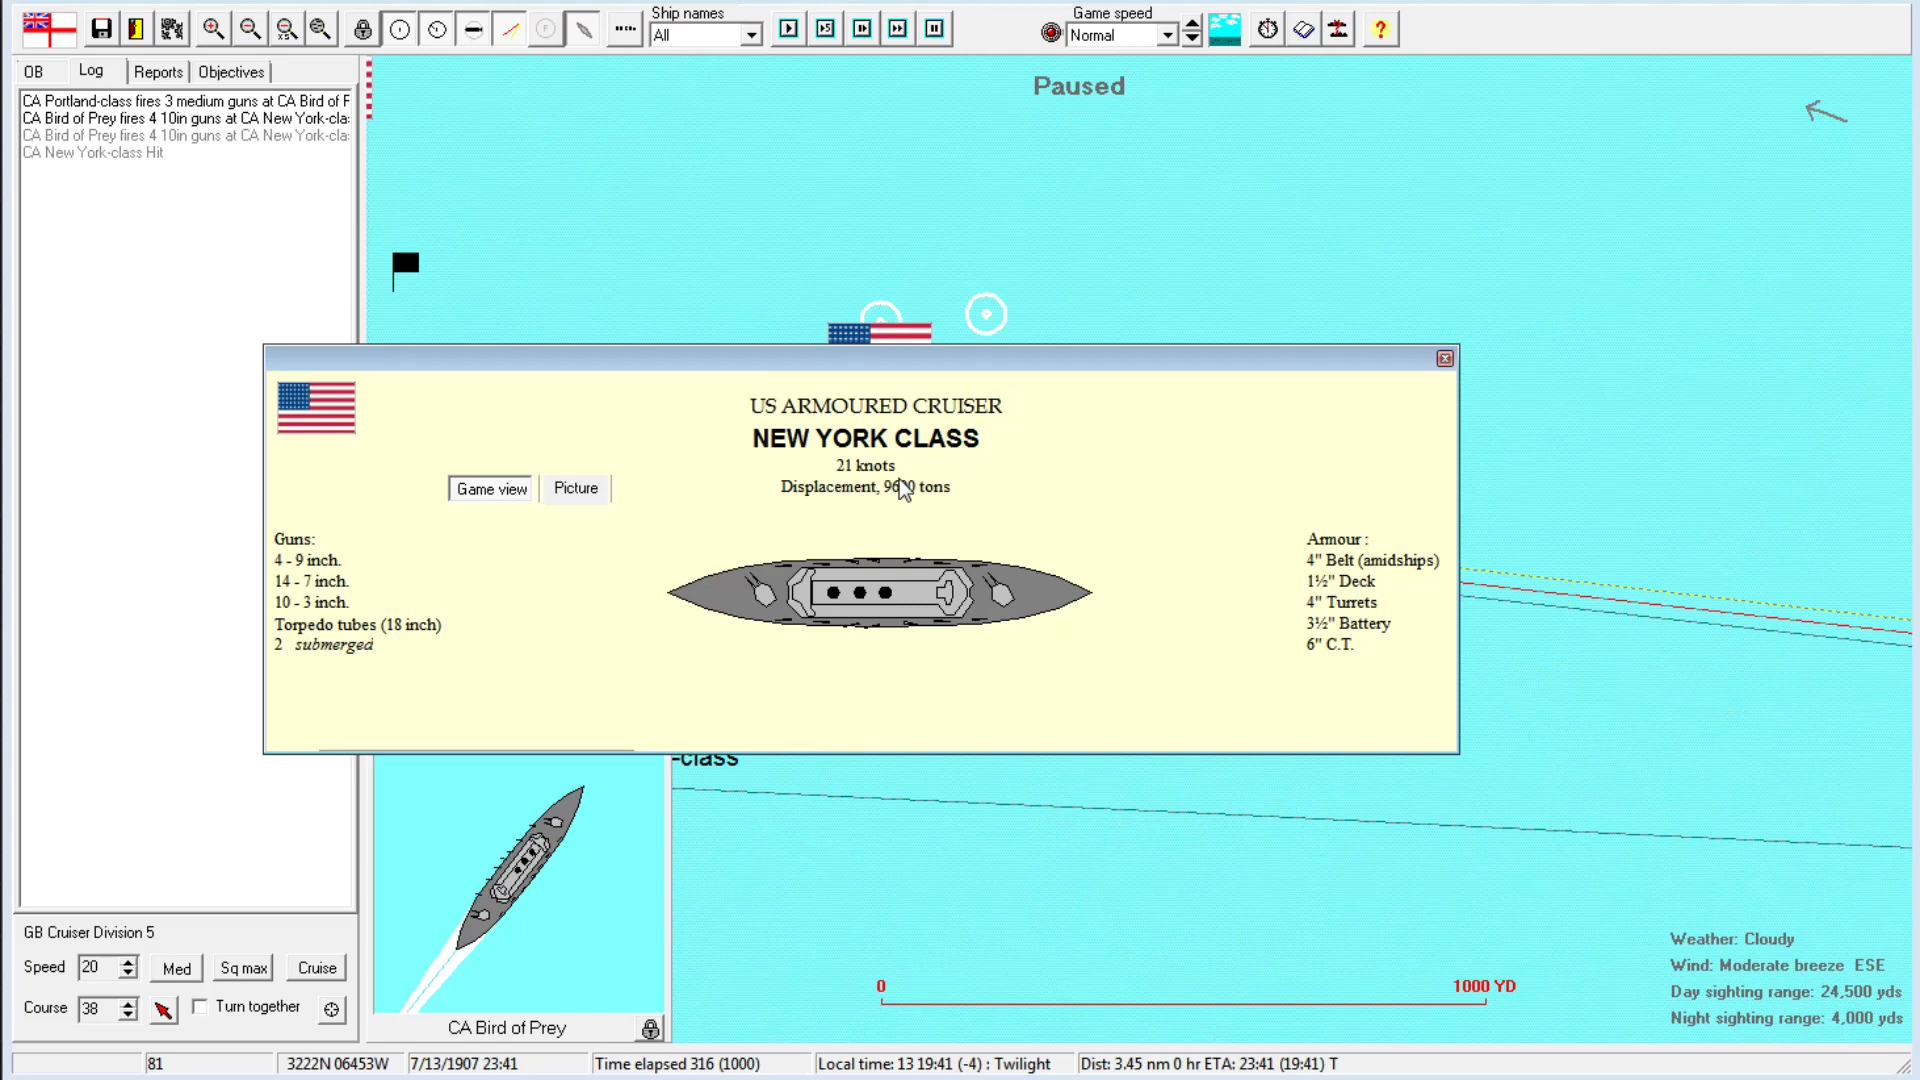 Ship names
All
Game speed
Normal
?
OB
Log
Reports
Objectives
CA Portland-class fires 3 medium guns at CA Bird of F
CA Bird of Prey fires 4 10in guns at CA New York-cla
CA Bird of Prey fires 4 10in guns at CA New York-cla
CA New York-class Hit
Paused
US ARMOURED CRUISER
NEW YORK CLASS
21 knots
Displacement, tons
Game view
Picture
Guns:
4 - 9 inch.
14 - 7 inch.
10 - 3 inch.
Torpedo tubes (18 inch)
2 submerged
Armour :
4" Belt (amidships)
1½" Deck
4" Turrets
3½" Battery
6" C.T.
-class
GB Cruiser Division 5
Speed 20 Med Sq max Cruise
Course 38 Turn together
CA Bird of Prey
0 1000 YD
Weather: Cloudy
Wind: Moderate breeze ESE
Day sighting range: 24,500 yds
Night sighting range: 4,000 yds
81 3222N 06453W 7/13/1907 23:41 Time elapsed 316 (1000) Local time: 13 19:41 (-4) : Twilight Dist: 3.45 nm 0 hr ETA: 23:41 (19:41) T